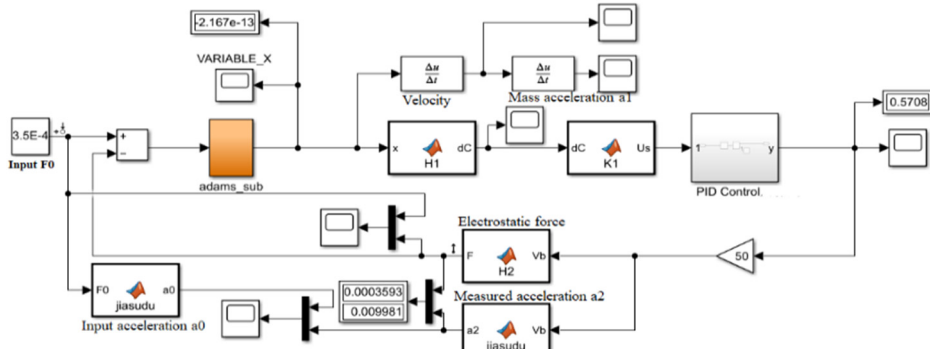 -2.167e-13
VARIABLE_X
Δu
Δt
Velocity
Δu
Δt
Mass acceleration a1
3.5E-4
Input F0
+
−
adams_sub
x
dC
H1
dC
Us
K1
1
y
PID Control
0.5708
Electrostatic force
F
Vb
H2
50
F0
a0
jiasudu
Input acceleration a0
0.0003593
0.009981
Measured acceleration a2
a2
Vb
jiasudu